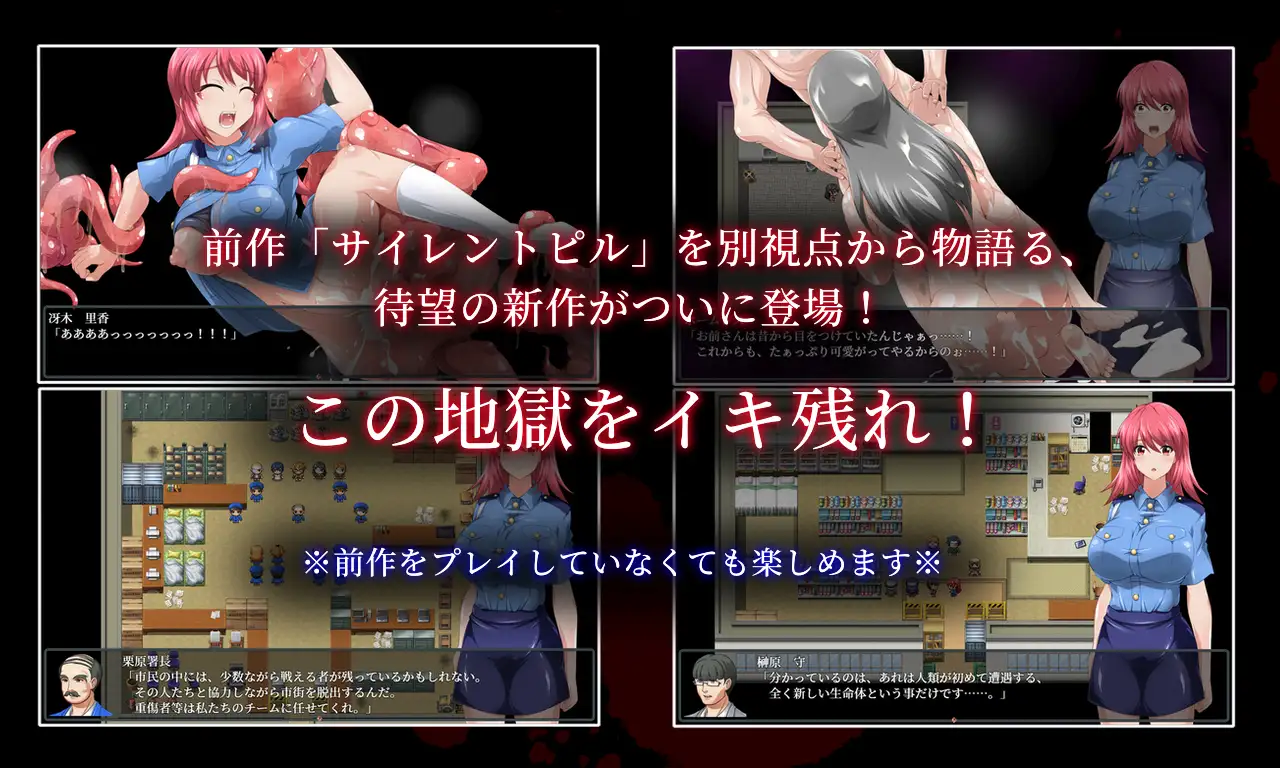 前作「サイレントピル」を別視点から物語る、
待望の新作がついに登場！
冴木　里香
「ああああっっっっっっっ！！！」
「お前さんは昔から目をつけていたんじゃぁっ……！
これからも、たぁっぷり可愛がってやるからのぉ……！」
この地獄をイキ残れ！
※前作をプレイしていなくても楽しめます※
栗原署長
「市民の中には、少数ながら戦える者が残っているかもしれない。
その人たちと協力しながら市街を脱出するんだ。
重傷者等は私たちのチームに任せてくれ。」
榊原　守
「分かっているのは、あれは人類が初めて遭遇する、
全く新しい生命体という事だけです……。」